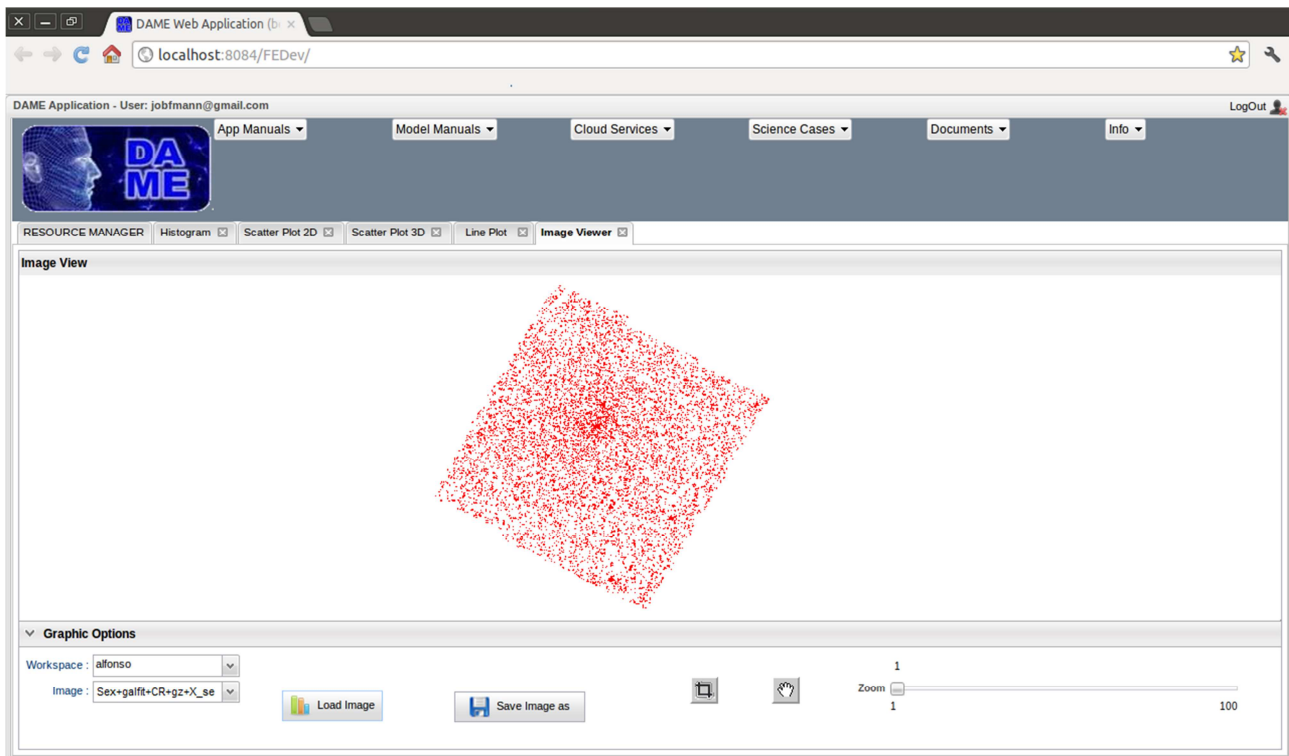 DAME Web Application (b
localhost:8084/FEDev/
DAME Application - User: jobfmann@gmail.com
LogOut
DAME
App Manuals
Model Manuals
Cloud Services
Science Cases
Documents
Info
DA
ME
RESOURCE MANAGER
Histogram
Scatter Plot 2D
Scatter Plot 3D
Line Plot
Image Viewer
Image View
Graphic Options
Workspace :
alfonso
Image :
Sex+galfit+CR+gz+X_se
Load Image
Save Image as
1
Zoom
1
100